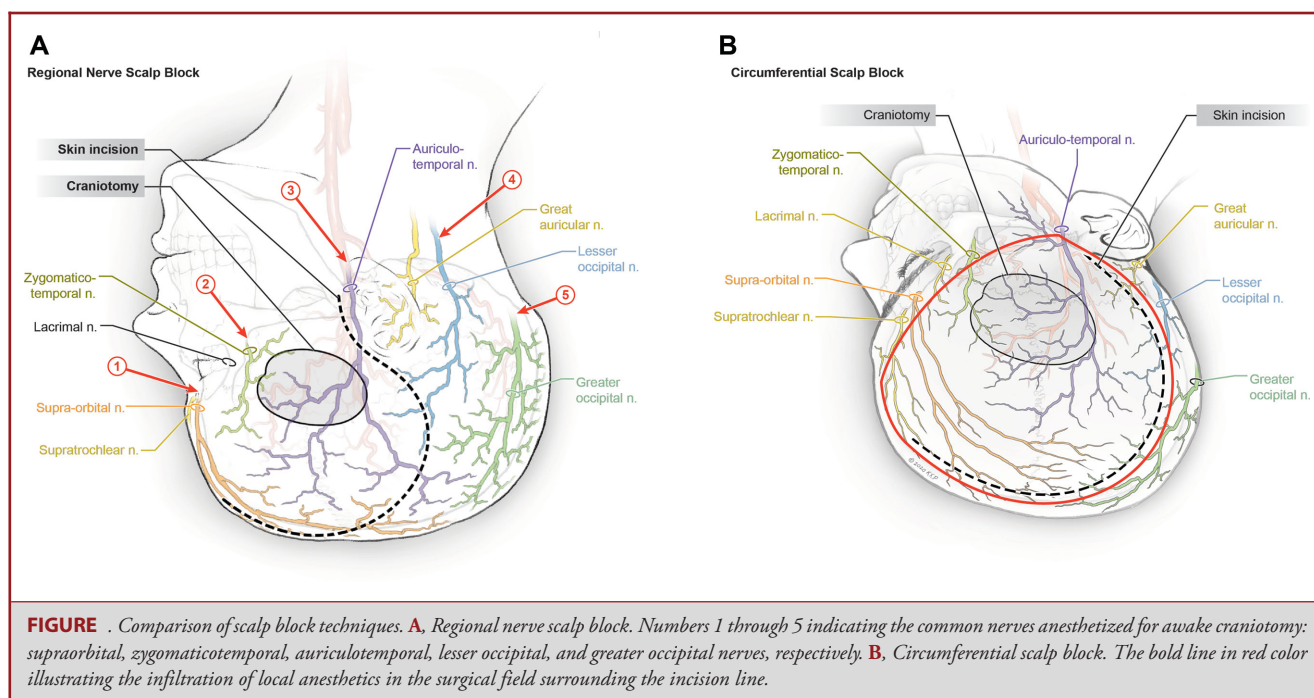 A
Regional Nerve Scalp Block
Skin incision
Craniotomy
Auriculo-
temporal n.
3
4
Great
auricular n.
Lesser
occipital n.
Zygomatico-
temporal n.
2
5
Lacrimal n.
1
Supra-orbital n.
Greater
occipital n.
Supratrochlear n.
B
Circumferential Scalp Block
Craniotomy
Skin incision
Auriculo-temporal n.
Zygomatico-
temporal n.
Lacrimal n.
Great
auricular n.
Supra-orbital n.
Lesser
occipital n.
Supratrochlear n.
Greater
occipital n.
FIGURE . Comparison of scalp block techniques. A, Regional nerve scalp block. Numbers 1 through 5 indicating the common nerves anesthetized for awake craniotomy:
supraorbital, zygomaticotemporal, auriculotemporal, lesser occipital, and greater occipital nerves, respectively. B, Circumferential scalp block. The bold line in red color
illustrating the infiltration of local anesthetics in the surgical field surrounding the incision line.